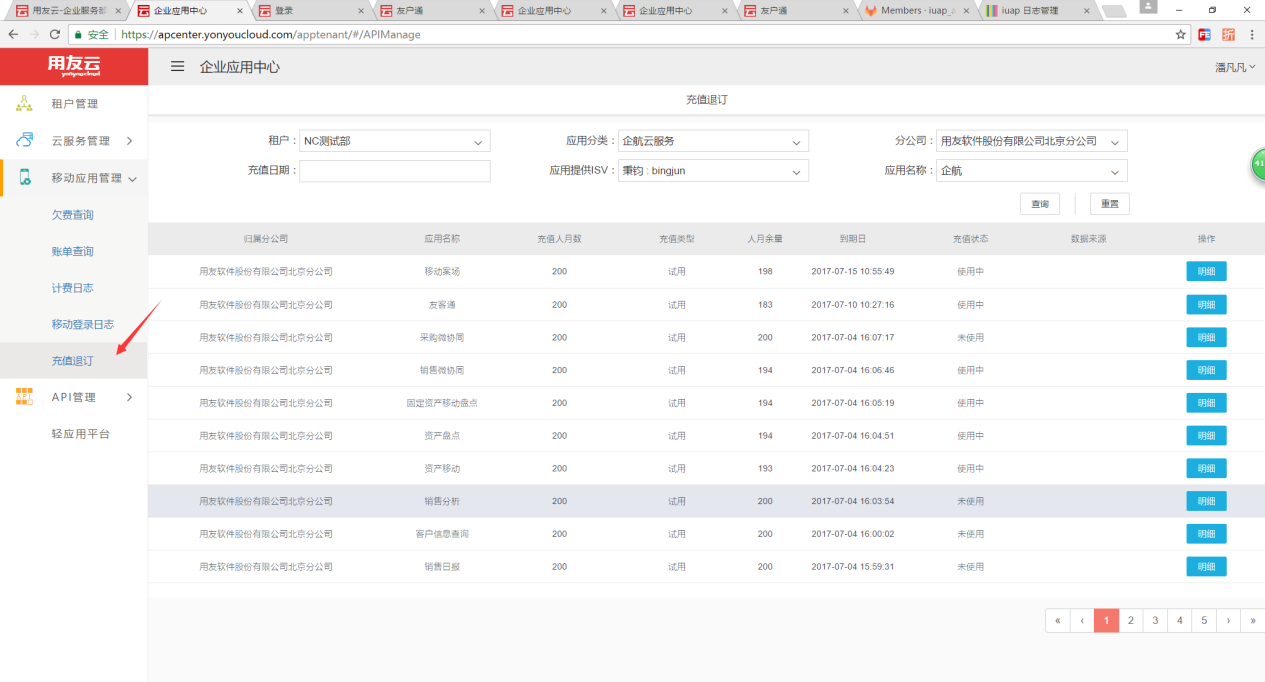 用友云-企业服务部
企业应用中心
登录
友户通
企业应用中心
企业应用中心
友户通
Members · iuap_a
iuap 日志管理
安全 https://apcenter.yonyoucloud.com/apptenant/#/APIManage
用友云
yonyoucloud
企业应用中心
潘凡凡
租户管理
云服务管理
移动应用管理
欠费查询
账单查询
计费日志
移动登录日志
充值退订
API管理
轻应用平台
充值退订
租户： NC测试部 应用分类： 企航云服务 分公司： 用友软件股份有限公司北京分公司
充值日期： 应用提供ISV： 秉钧 : bingjun 应用名称： 企航
查询 重置
归属分公司 应用名称 充值人月数 充值类型 人月余量 到期日 充值状态 数据来源 操作
用友软件股份有限公司北京分公司 移动案场 200 试用 198 2017-07-15 10:55:49 使用中 明细
用友软件股份有限公司北京分公司 友客通 200 试用 183 2017-07-10 10:27:16 使用中 明细
用友软件股份有限公司北京分公司 采购微协同 200 试用 200 2017-07-04 16:07:17 未使用 明细
用友软件股份有限公司北京分公司 销售微协同 200 试用 194 2017-07-04 16:06:46 使用中 明细
用友软件股份有限公司北京分公司 固定资产移动盘点 200 试用 194 2017-07-04 16:05:19 使用中 明细
用友软件股份有限公司北京分公司 资产盘点 200 试用 194 2017-07-04 16:04:51 使用中 明细
用友软件股份有限公司北京分公司 资产移动 200 试用 193 2017-07-04 16:04:23 使用中 明细
用友软件股份有限公司北京分公司 销售分析 200 试用 200 2017-07-04 16:03:54 未使用 明细
用友软件股份有限公司北京分公司 客户信息查询 200 试用 200 2017-07-04 16:00:02 未使用 明细
用友软件股份有限公司北京分公司 销售日报 200 试用 200 2017-07-04 15:59:31 未使用 明细
« ‹ 1 2 3 4 5 › »